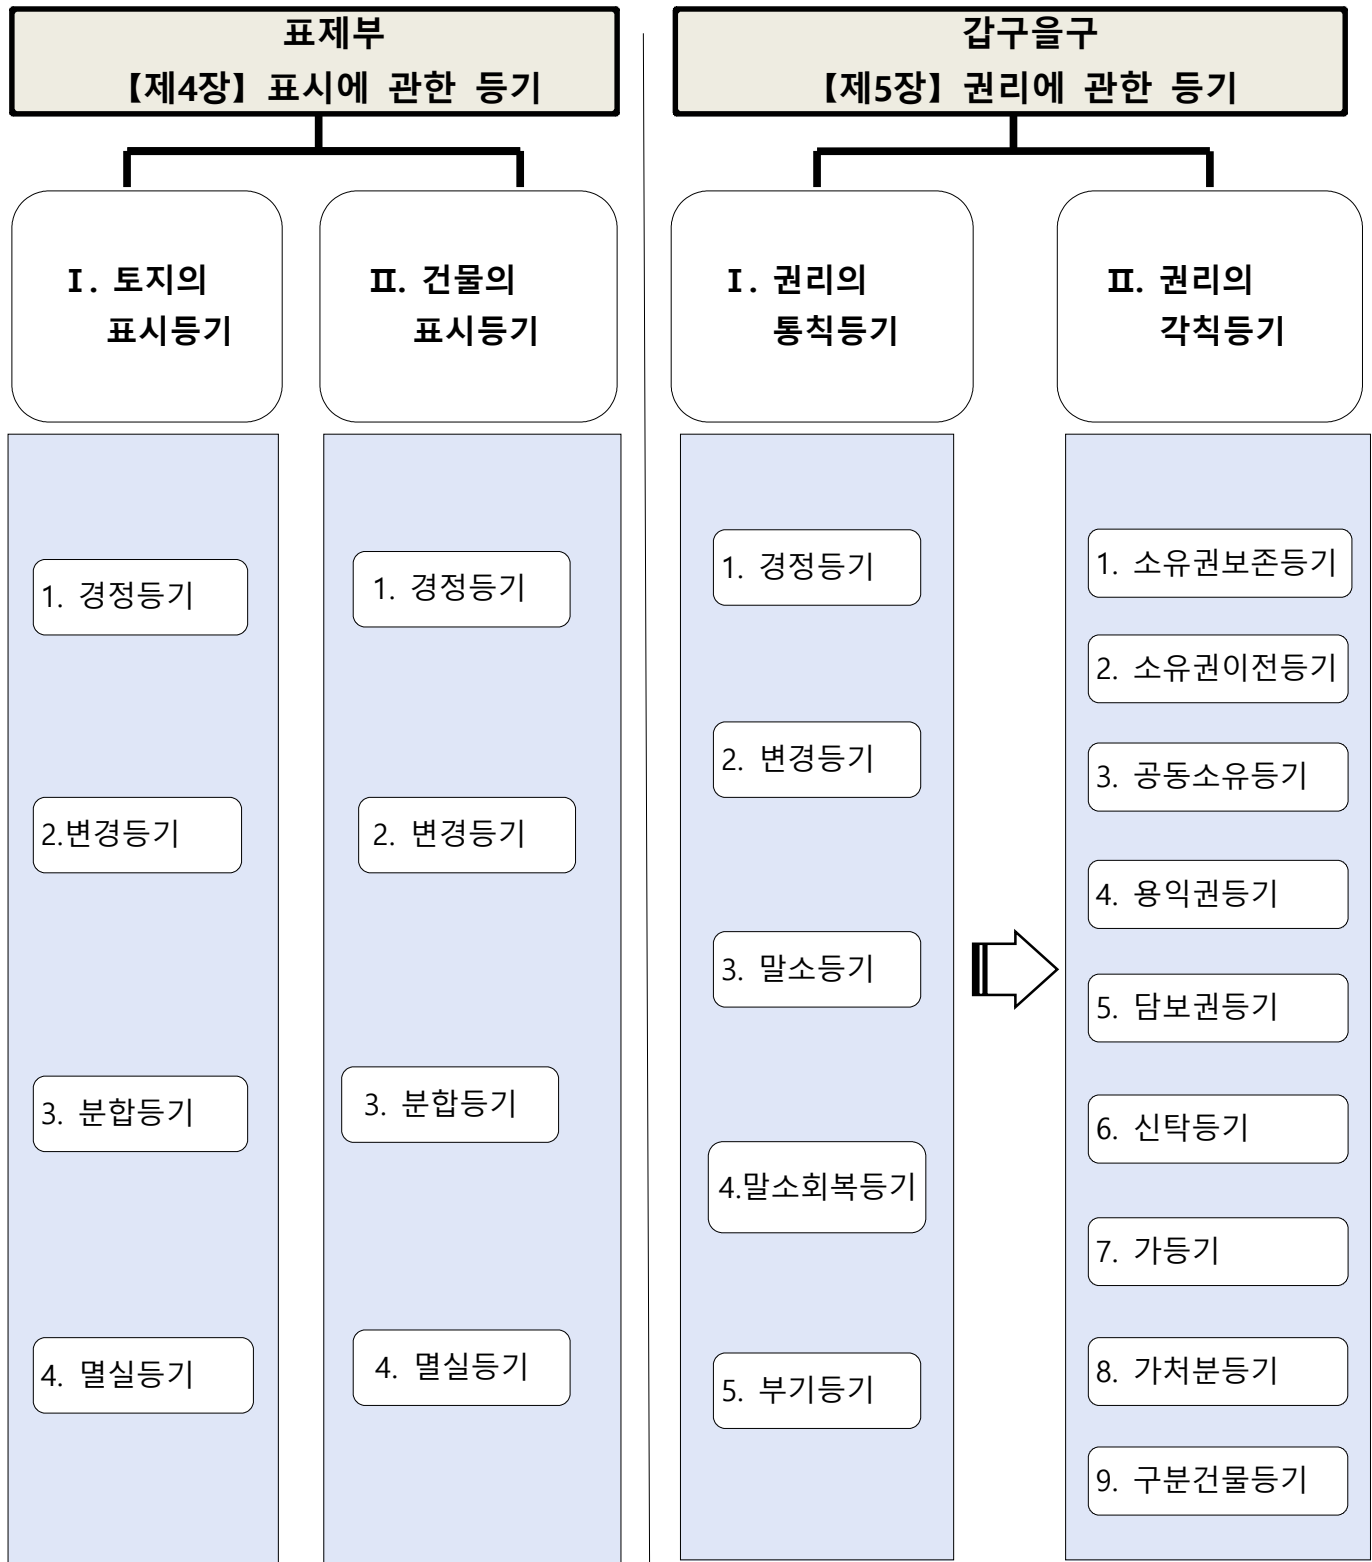 표제부
【제4장】 표시에 관한 등기
갑구을구
【제5장】 권리에 관한 등기
Ⅰ. 토지의
표시등기
Ⅱ. 건물의
표시등기
Ⅰ. 권리의
통칙등기
Ⅱ. 권리의
각칙등기
1. 경정등기
2.변경등기
3. 분합등기
4. 멸실등기
1. 경정등기
2. 변경등기
3. 분합등기
4. 멸실등기
1. 경정등기
2. 변경등기
3. 말소등기
4.말소회복등기
5. 부기등기
1. 소유권보존등기
2. 소유권이전등기
3. 공동소유등기
4. 용익권등기
5. 담보권등기
6. 신탁등기
7. 가등기
8. 가처분등기
9. 구분건물등기